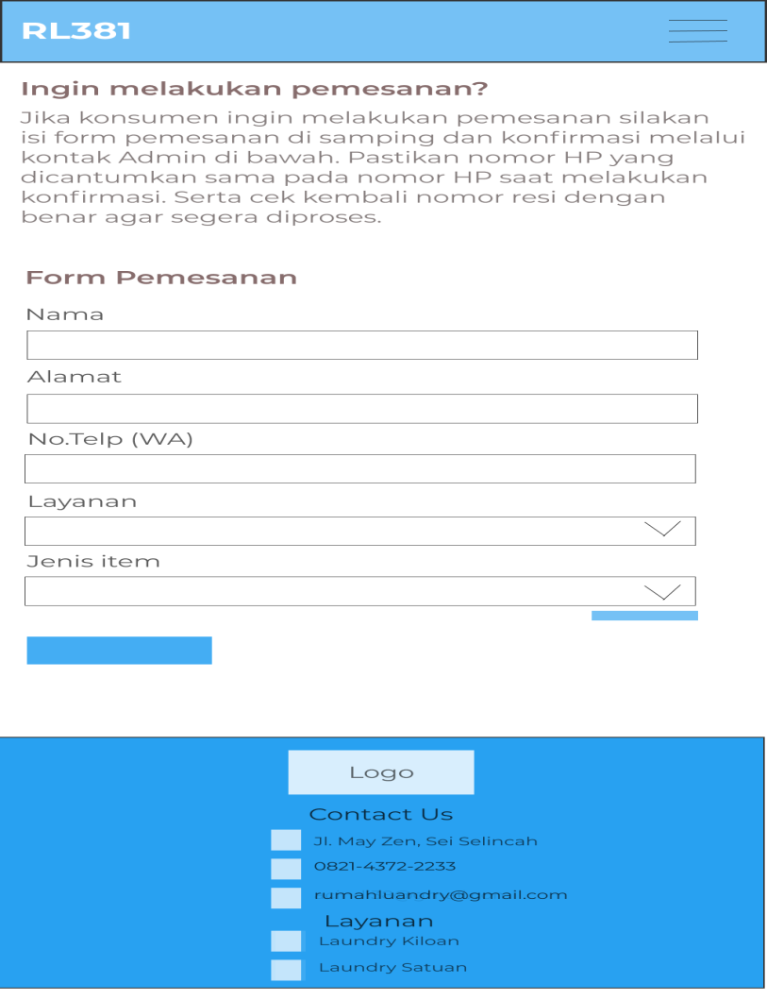 RL381
Ingin melakukan pemesanan?
Jika konsumen ingin melakukan pemesanan silakan
isi form pemesanan di samping dan konfirmasi melalui
kontak Admin di bawah. Pastikan nomor HP yang
dicantumkan sama pada nomor HP saat melakukan
konfirmasi. Serta cek kembali nomor resi dengan
benar agar segera diproses.
Form Pemesanan
Nama
Alamat
No.Telp (WA)
Layanan
Jenis item
Logo
Contact Us
Jl. May Zen, Sei Selincah
0821-4372-2233
rumahluandry@gmail.com
Layanan
Laundry Kiloan
Laundry Satuan